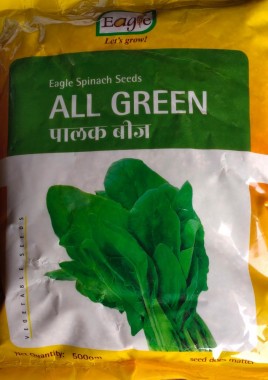 Eagle
Let's grow!
Eagle Spinach Seeds
ALL GREEN
पालक बीज
VEGETABLE SEEDS
Net Quantity: 500gm
seed does matter